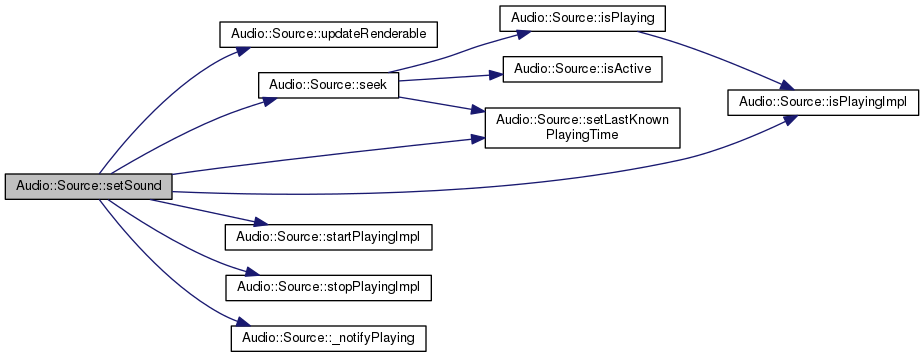 Audio::Source::isPlaying
Audio::Source::updateRenderable
Audio::Source::isActive
Audio::Source::seek
Audio::Source::isPlayingImpl
Audio::Source::setLastKnown
PlayingTime
Audio::Source::setSound
Audio::Source::startPlayingImpl
Audio::Source::stopPlayingImpl
Audio::Source::_notifyPlaying